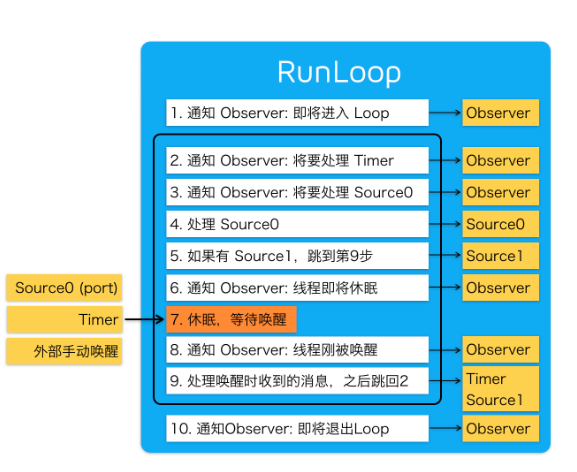 RunLoop
1. 通知 Observer: 即将进入 Loop
Observer
2. 通知 Observer: 将要处理 Timer
Observer
3. 通知 Observer: 将要处理 Source0
Observer
4. 处理 Source0
Source0
5. 如果有 Source1，跳到第9步
Source1
Source0 (port)
6. 通知 Observer: 线程即将休眠
Observer
Timer
7. 休眠，等待唤醒
外部手动唤醒
8. 通知 Observer: 线程刚被唤醒
Observer
9. 处理唤醒时收到的消息，之后跳回2
Timer
Source1
10. 通知Observer: 即将退出Loop
Observer